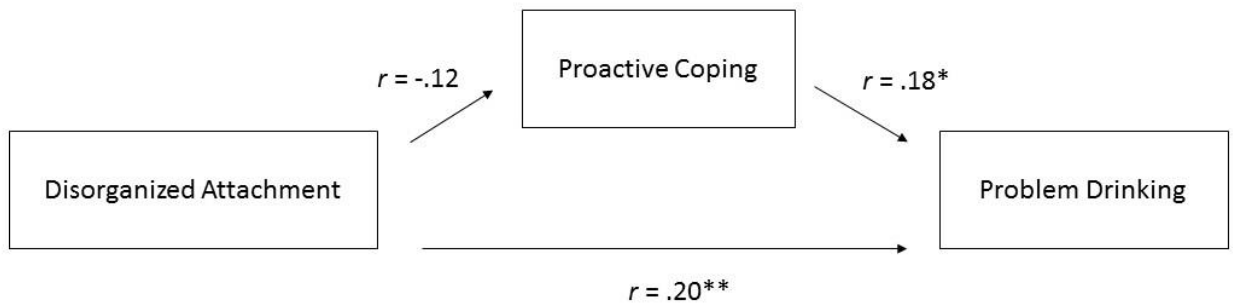 Proactive Coping
r = -.12
r = .18*
Disorganized Attachment
Problem Drinking
r = .20**